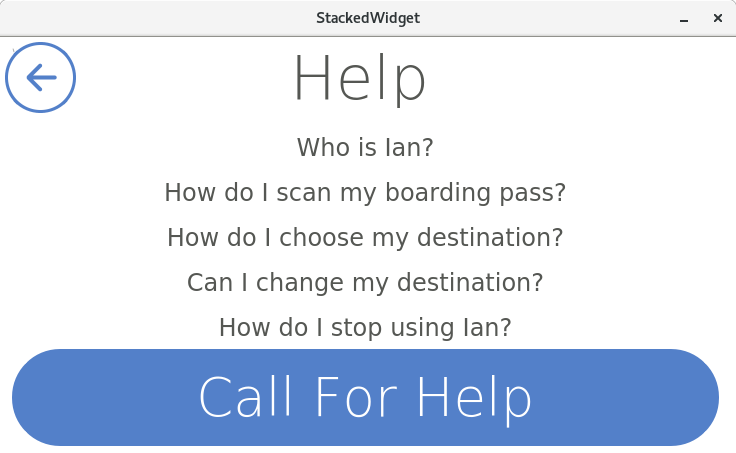 StackedWidget
Help
Who is Ian?
How do I scan my boarding pass?
How do I choose my destination?
Can I change my destination?
How do I stop using Ian?
Call For Help